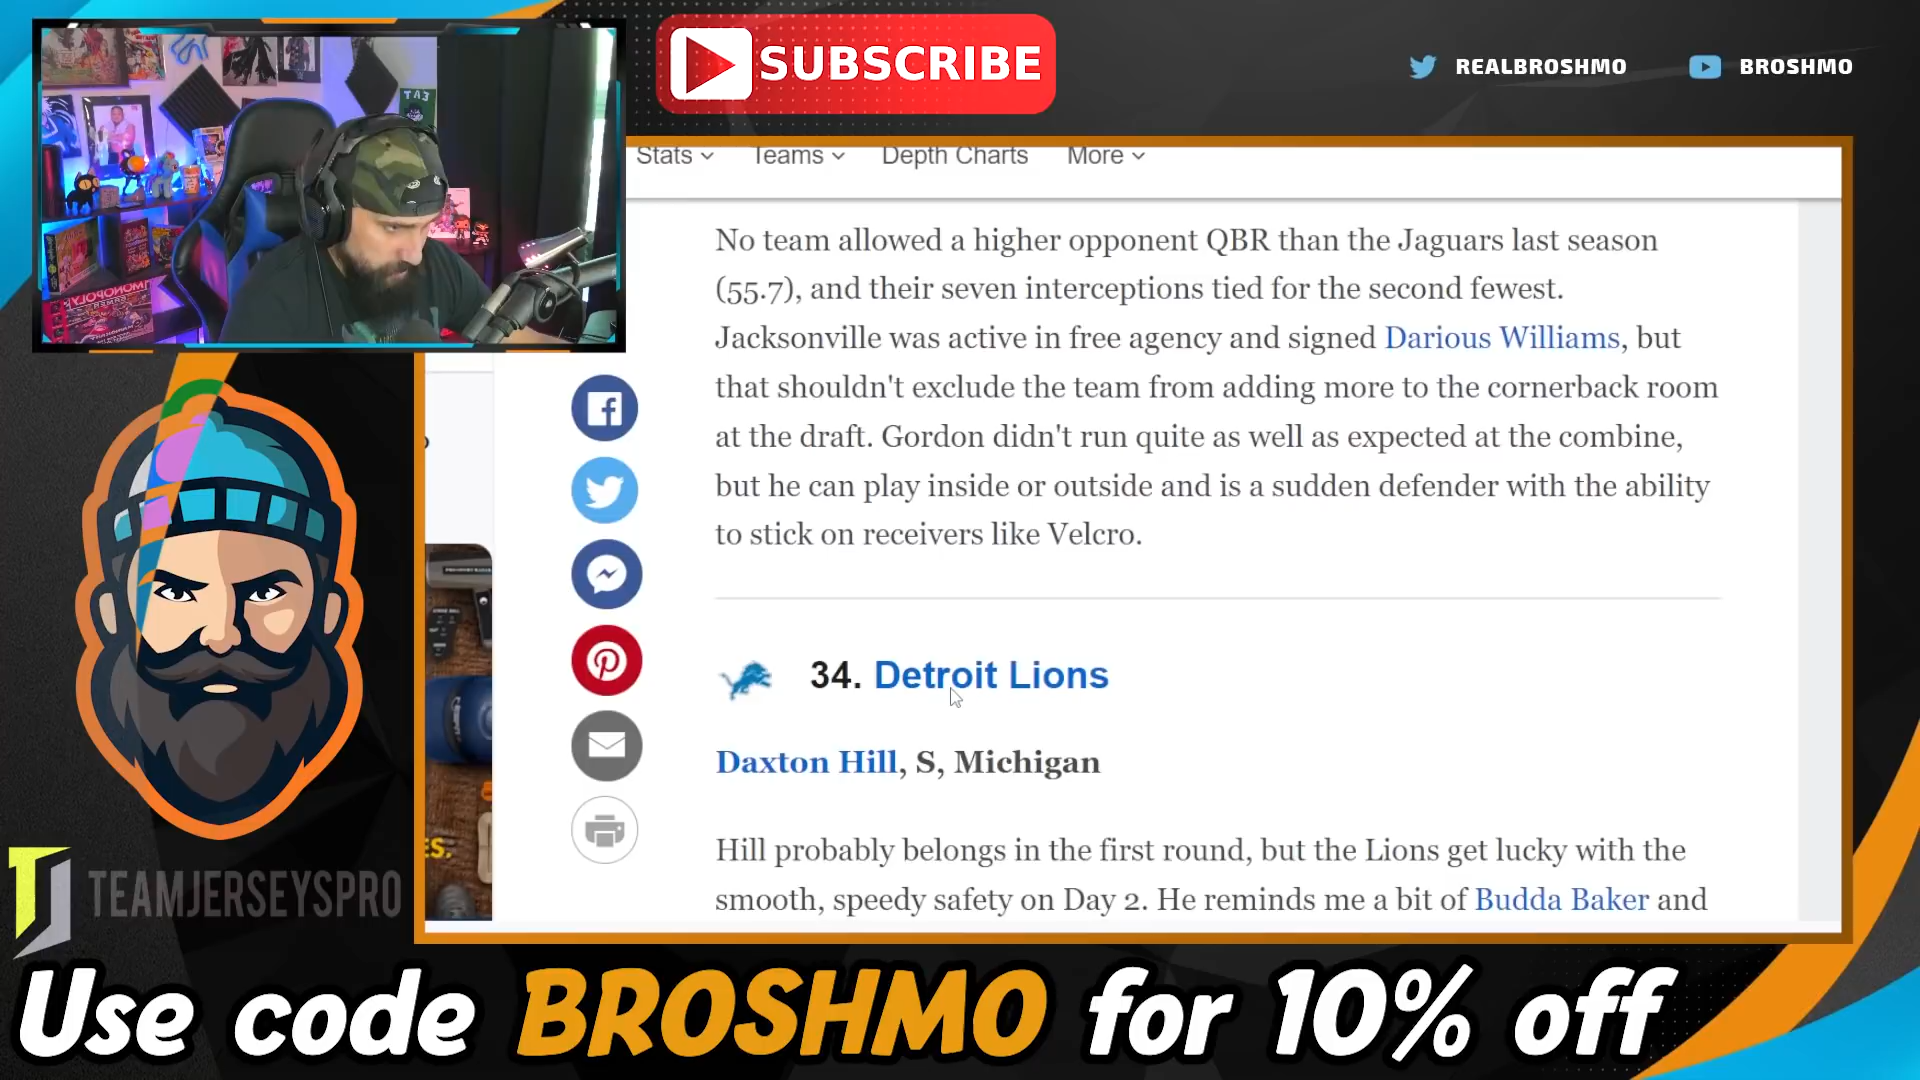 SUBSCRIBE
REALBROSHMO
BROSHMO
Stats
Teams
Depth Charts
More
No team allowed a higher opponent QBR than the Jaguars last season
(55.7), and their seven interceptions tied for the second fewest.
Jacksonville was active in free agency and signed Darious Williams, but
that shouldn't exclude the team from adding more to the cornerback room
at the draft. Gordon didn't run quite as well as expected at the combine,
but he can play inside or outside and is a sudden defender with the ability
to stick on receivers like Velcro.
34. Detroit Lions
Daxton Hill, S, Michigan
Hill probably belongs in the first round, but the Lions get lucky with the
smooth, speedy safety on Day 2. He reminds me a bit of Budda Baker and
ES.
TJ TEAMJERSEYSPRO
Use code BROSHMO for 10% off